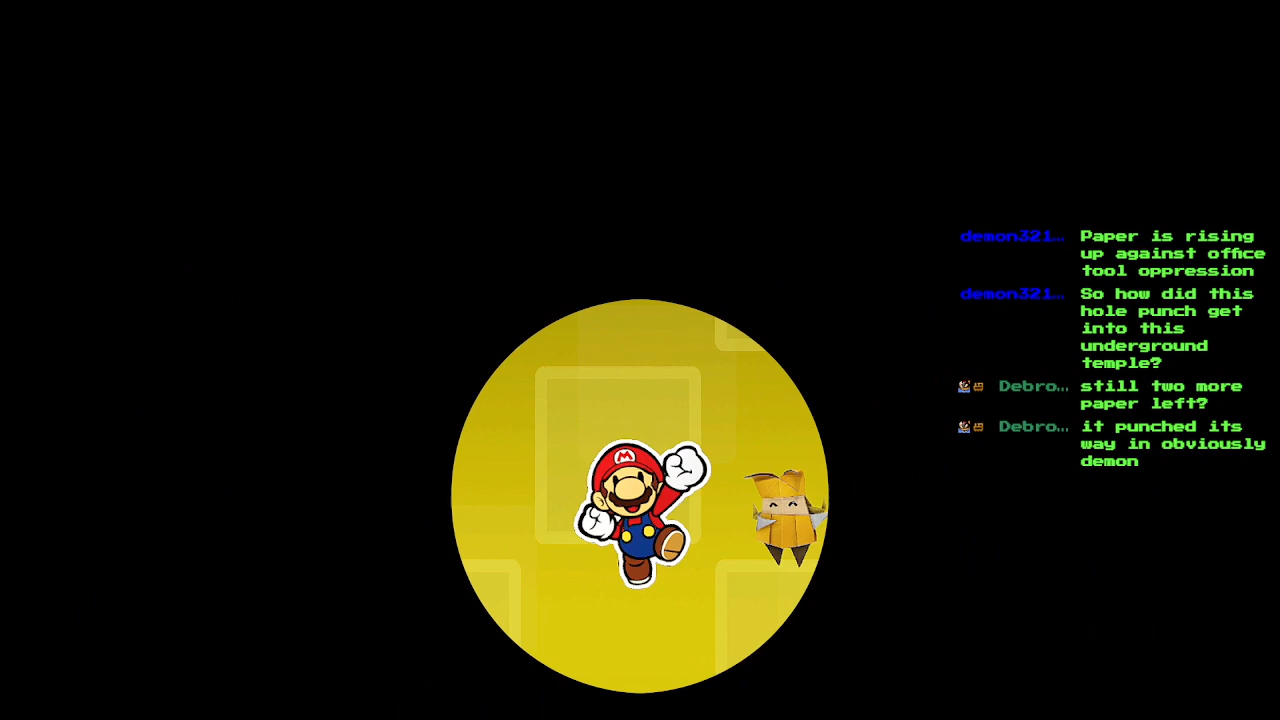 demon321... Paper is rising
up against office
tool oppression
demon321... So how did this
hole punch get
into this
underground
temple?
Debro... still two more
paper left?
Debro... it punched its
way in obviously
demon
M